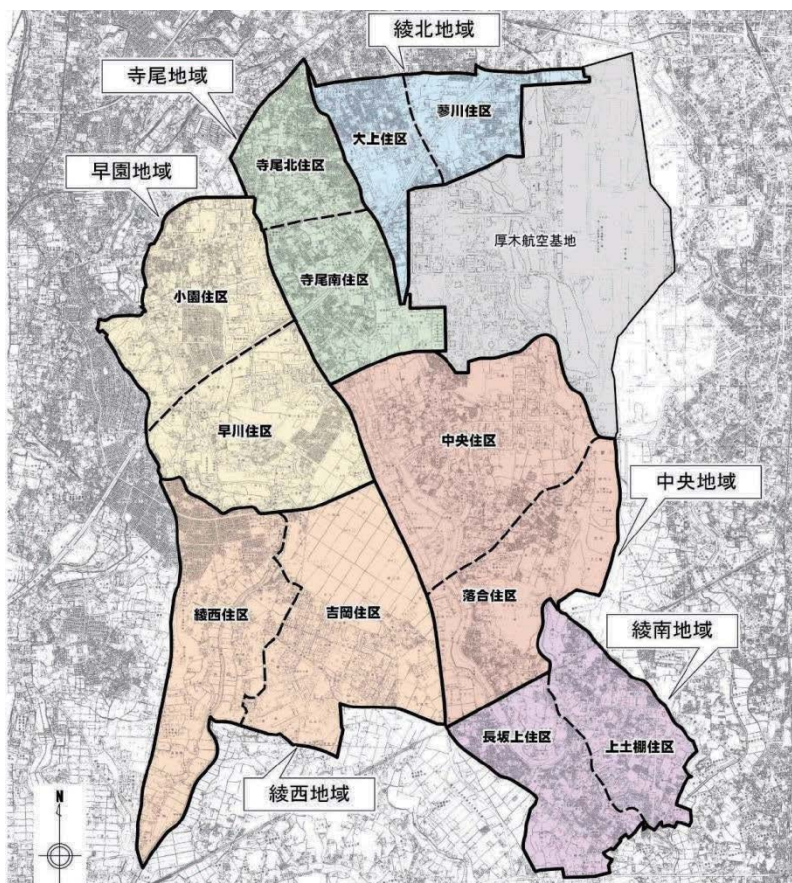 綾北地域
寺尾地域
蓼川住区
大上住区
寺尾北住区
早園地域
厚木航空基地
寺尾南住区
小園住区
早川住区
中央住区
中央地域
綾西住区
吉岡住区
落合住区
綾南地域
長坂上住区
上土棚住区
綾西地域
N